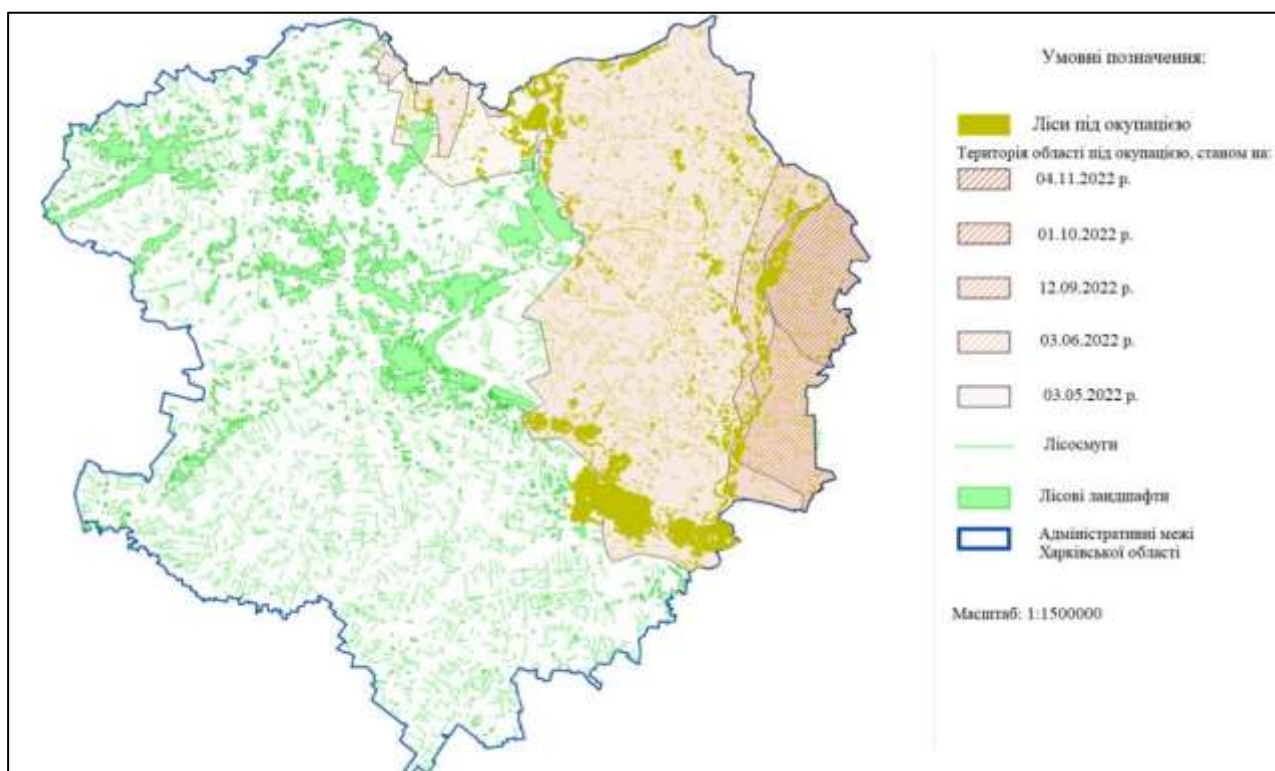 Умовні позначення:
Ліси під окупацією
Територія області під окупацією, станом на:
04.11.2022 р.
01.10.2022 р.
12.09.2022 р.
03.06.2022 р.
03.05.2022 р.
Лісосмуги
Лісові ландшафти
Адміністративні межі
Харківської області
Масштаб: 1:1500000